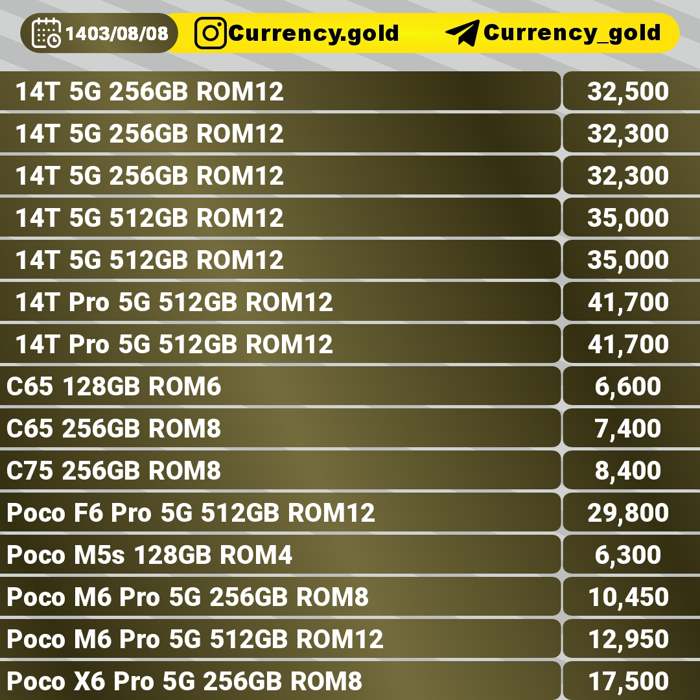 1403/08/08 Currency.gold Currency_gold
14T 5G 256GB ROM12 32,500
14T 5G 256GB ROM12 32,300
14T 5G 256GB ROM12 32,300
14T 5G 512GB ROM12 35,000
14T 5G 512GB ROM12 35,000
14T Pro 5G 512GB ROM12 41,700
14T Pro 5G 512GB ROM12 41,700
C65 128GB ROM6 6,600
C65 256GB ROM8 7,400
C75 256GB ROM8 8,400
Poco F6 Pro 5G 512GB ROM12 29,800
Poco M5s 128GB ROM4 6,300
Poco M6 Pro 5G 256GB ROM8 10,450
Poco M6 Pro 5G 512GB ROM12 12,950
Poco X6 Pro 5G 256GB ROM8 17,500